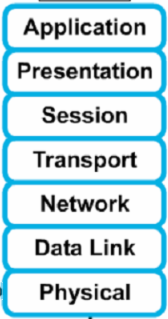 Application
Presentation
Session
Transport
Network
Data Link
Physical